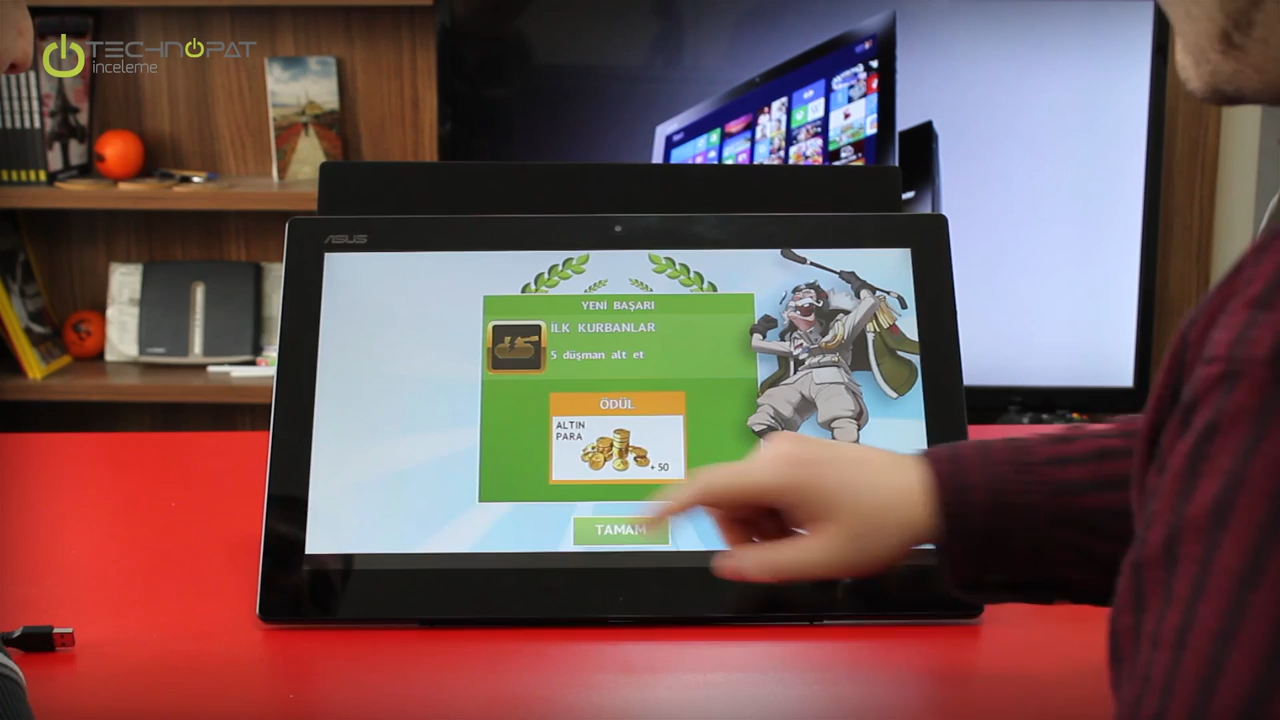 TECHNOPAT
inceleme
ASUS
YENİ BAŞARI
İLK KURBANLAR
5 düşman alt et
ÖDÜL
ALTIN
PARA
+50
TAMAM